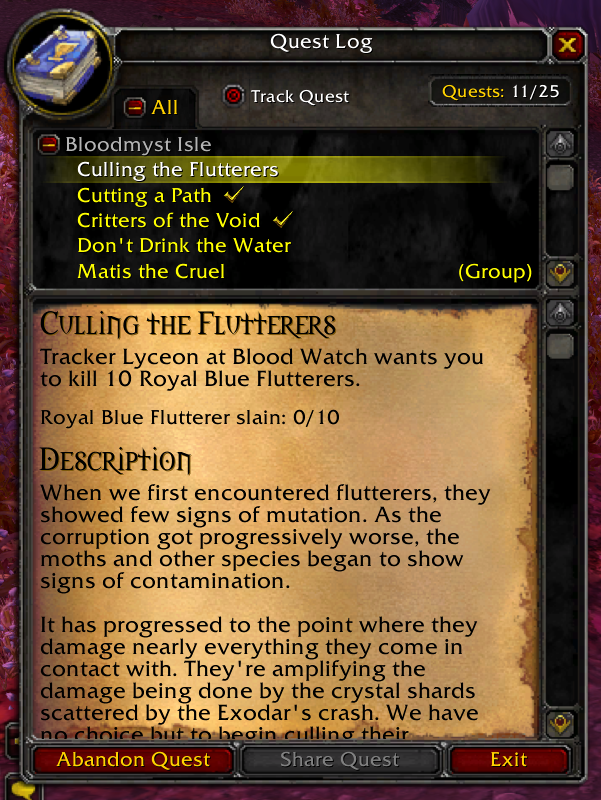 Quest Log
All
Track Quest
Quests: 11/25
Bloodmyst Isle
Culling the Flutterers
Cutting a Path
Critters of the Void
Don't Drink the Water
Matis the Cruel (Group)
Culling the Flutterers
Tracker Lyceon at Blood Watch wants you
to kill 10 Royal Blue Flutterers.
Royal Blue Flutterer slain: 0/10
Description
When we first encountered flutterers, they
showed few signs of mutation. As the
corruption got progressively worse, the
moths and other species began to show
signs of contamination.
It has progressed to the point where they
damage nearly everything they come in
contact with. They're amplifying the
damage being done by the crystal shards
scattered by the Exodar's crash. We have
no choice but to begin culling their
Abandon Quest
Share Quest
Exit